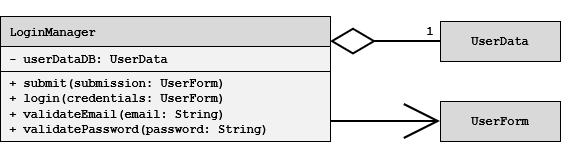 LoginManager
- userDataDB: UserData
+ submit(submission: UserForm)
+ login(credentials: UserForm)
+ validateEmail(email: String)
+ validatePassword(password: String)
1
UserData
UserForm